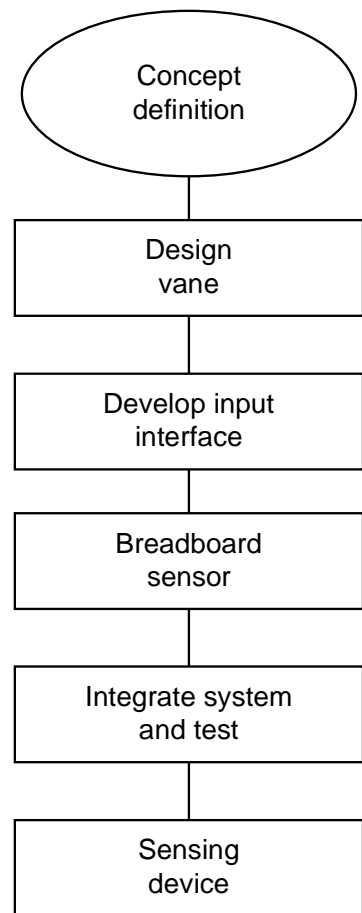 Concept
definition
Design
vane
Develop input
interface
Breadboard
sensor
Integrate system
and test
Sensing
device